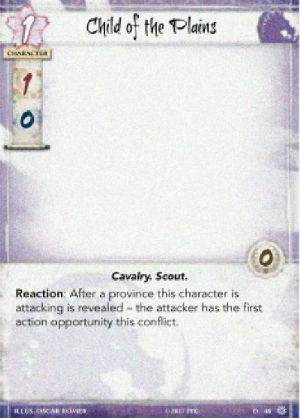 1
Child of the Plains
CHARACTER
1
0
0
Cavalry. Scout.
Reaction: After a province this character is
attacking is revealed – the attacker has the first
action opportunity this conflict.
ILLUS. OSCAR RÖMER
©2017 FFG